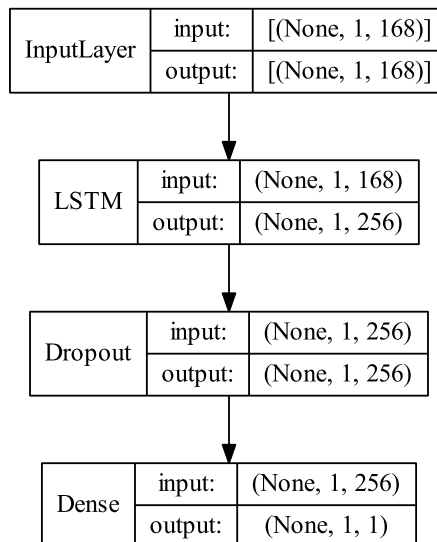 InputLayer
input:
[(None, 1, 168)]
output:
[(None, 1, 168)]
LSTM
input:
(None, 1, 168)
output:
(None, 1, 256)
Dropout
input:
(None, 1, 256)
output:
(None, 1, 256)
Dense
input:
(None, 1, 256)
output:
(None, 1, 1)